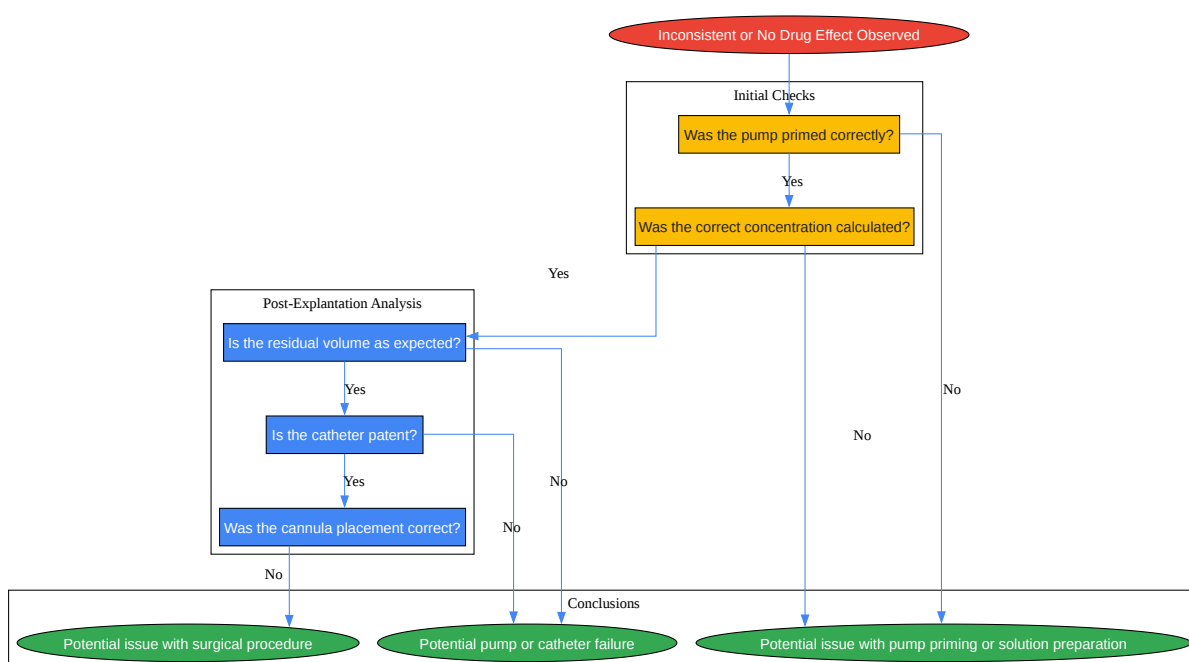 Inconsistent or No Drug Effect Observed
Initial Checks
Was the pump primed correctly?
Yes
Was the correct concentration calculated?
Yes
Post-Explantation Analysis
Is the residual volume as expected?
Yes
No
Is the catheter patent?
No
Yes
No
No
Was the cannula placement correct?
No
Conclusions
Potential issue with surgical procedure
Potential pump or catheter failure
Potential issue with pump priming or solution preparation